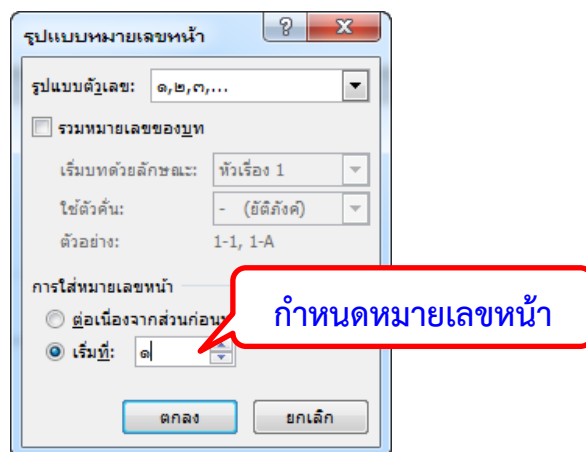 รูปแบบหมายเลขหน้า
รูปแบบตัวเลข: ๑,๒,๓,...
รวมหมายเลขของบท
เริ่มบทด้วยลักษณะ: หัวเรื่อง 1
ใช้ตัวคั่น: - (ยัติภังค์)
ตัวอย่าง: 1-1, 1-A
การใส่หมายเลขหน้า
ต่อเนื่องจากส่วนก่อน
กำหนดหมายเลขหน้า
เริ่มที่: ๑
ตกลง ยกเลิก